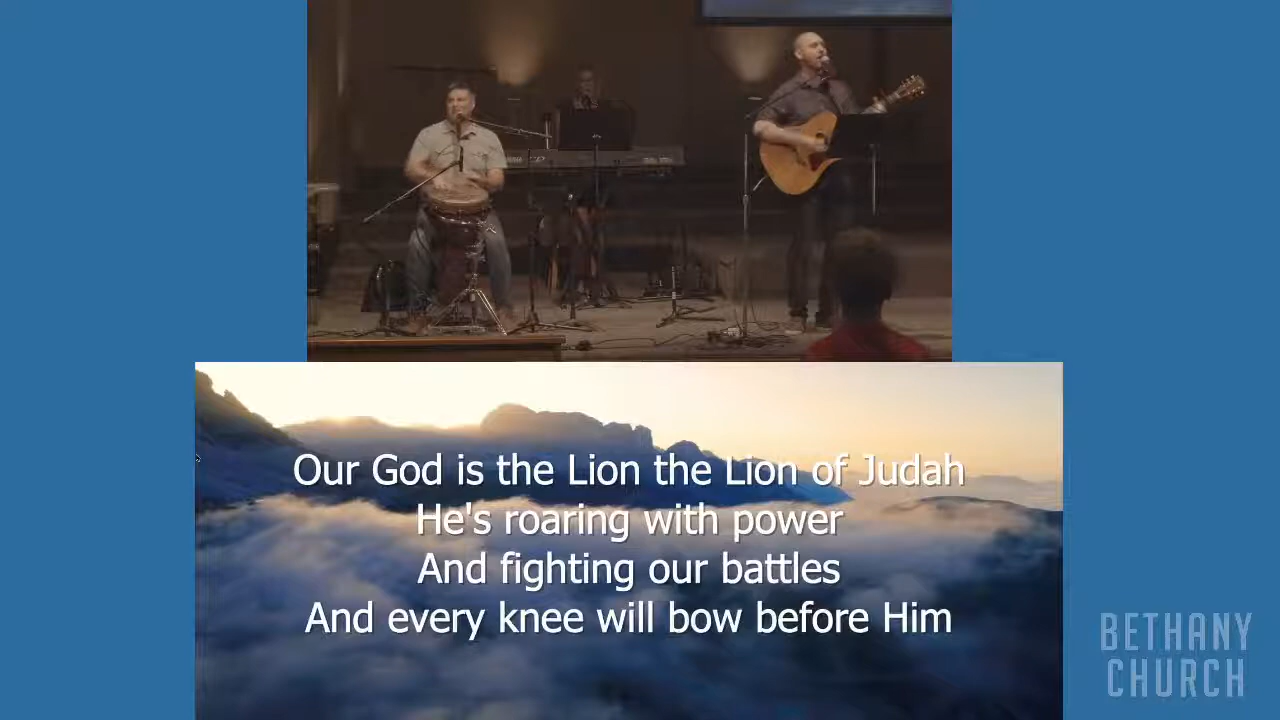 Our God is the Lion the Lion of Judah
He's roaring with power
And fighting our battles
And every knee will bow before Him
BETHANY
CHURCH